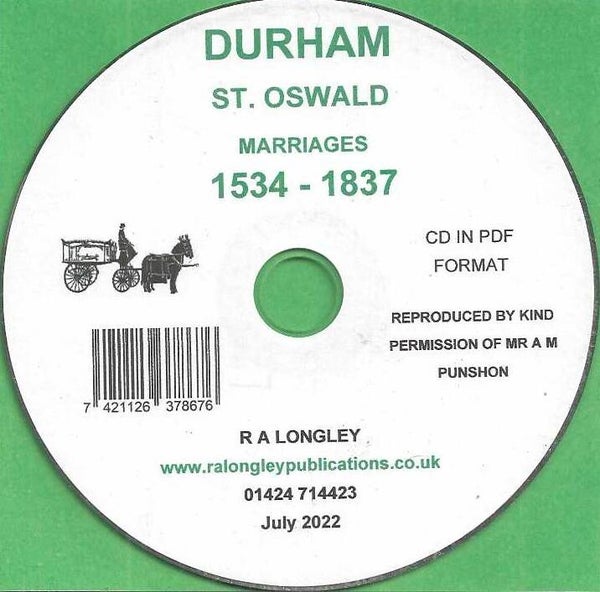 DURHAM
ST. OSWALD
MARRIAGES
1534 - 1837
CD IN PDF
FORMAT
REPRODUCED BY KIND
PERMISSION OF MR A M
PUNSHON
7 421126 378676
R A LONGLEY
www.ralongleypublications.co.uk
01424 714423
July 2022